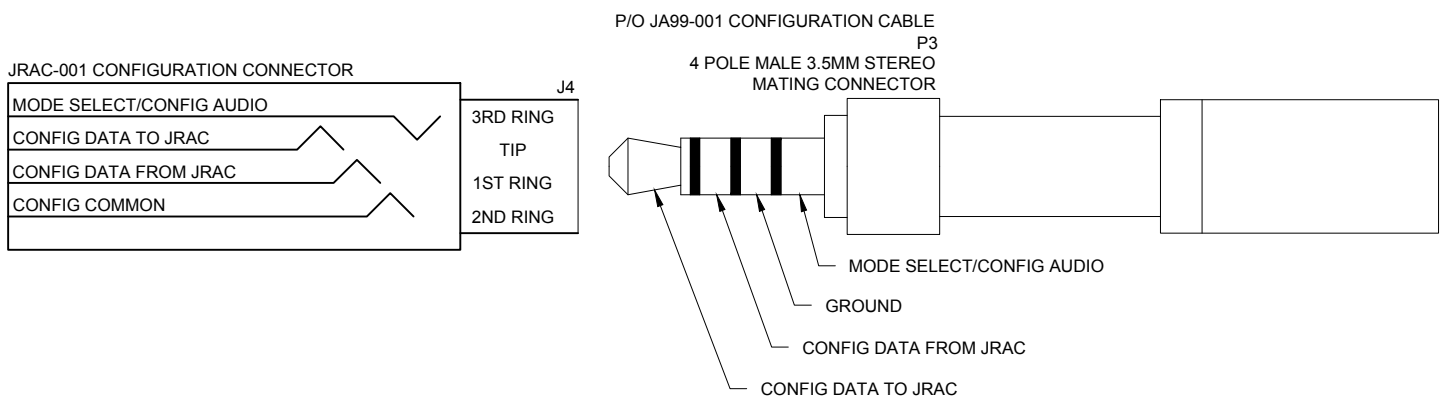 P/O JA99-001 CONFIGURATION CABLE
P3
4 POLE MALE 3.5MM STEREO
MATING CONNECTOR
JRAC-001 CONFIGURATION CONNECTOR
J4
MODE SELECT/CONFIG AUDIO
3RD RING
CONFIG DATA TO JRAC
TIP
CONFIG DATA FROM JRAC
1ST RING
CONFIG COMMON
2ND RING
MODE SELECT/CONFIG AUDIO
GROUND
CONFIG DATA FROM JRAC
CONFIG DATA TO JRAC